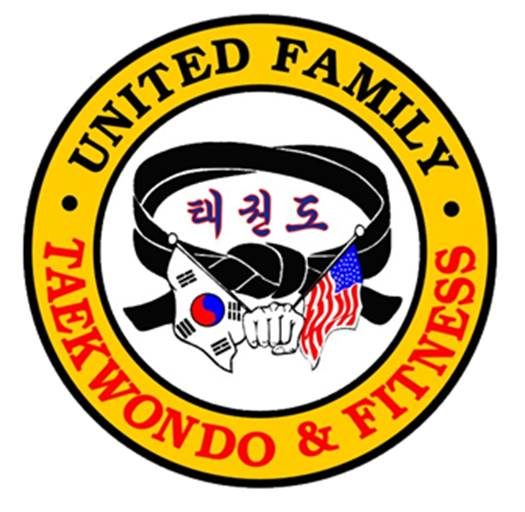 UNITED FAMILY
태권도
TAEKWONDO & FITNESS